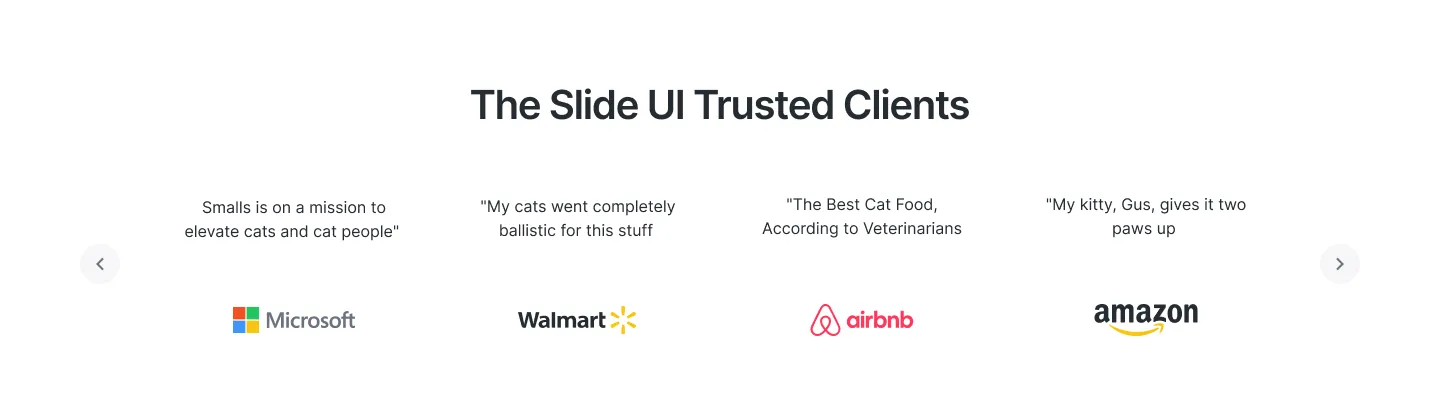 The Slide UI Trusted Clients
Smalls is on a mission to
elevate cats and cat people"
"My cats went completely
ballistic for this stuff
"The Best Cat Food,
According to Veterinarians
"My kitty, Gus, gives it two
paws up
Microsoft
Walmart
airbnb
amazon